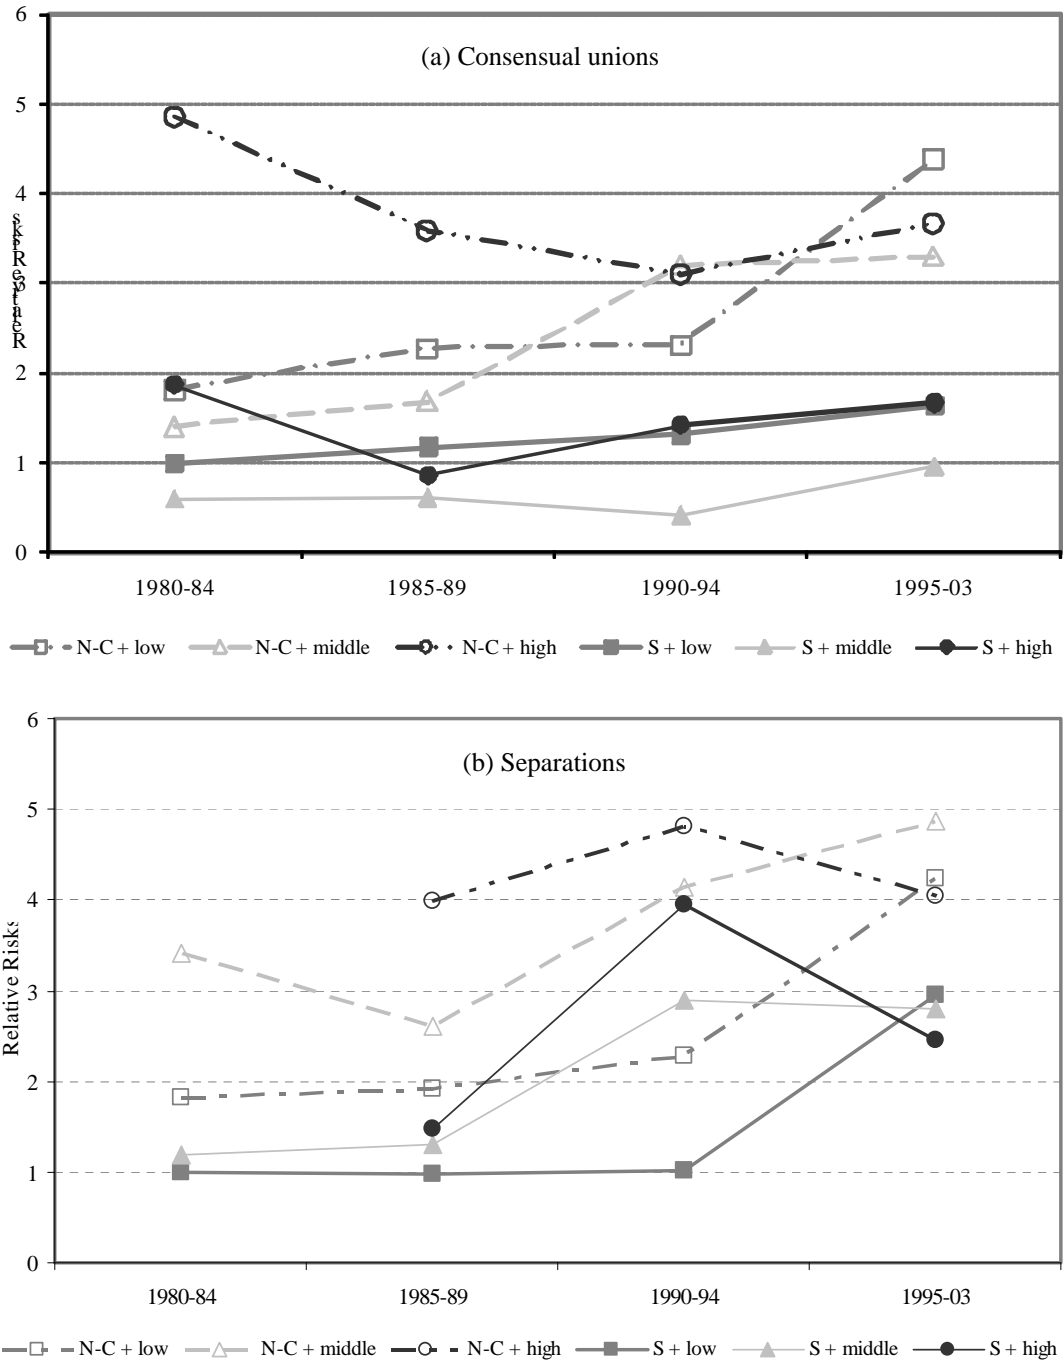 6
(a) Consensual unions
5
4
3
2
1
0
Relative Risks
1980-84 1985-89 1990-94 1995-03
N-C + low N-C + middle N-C + high S + low S + middle S + high
6
(b) Separations
5
4
3
2
1
0
Relative Risks
1980-84 1985-89 1990-94 1995-03
N-C + low N-C + middle N-C + high S + low S + middle S + high